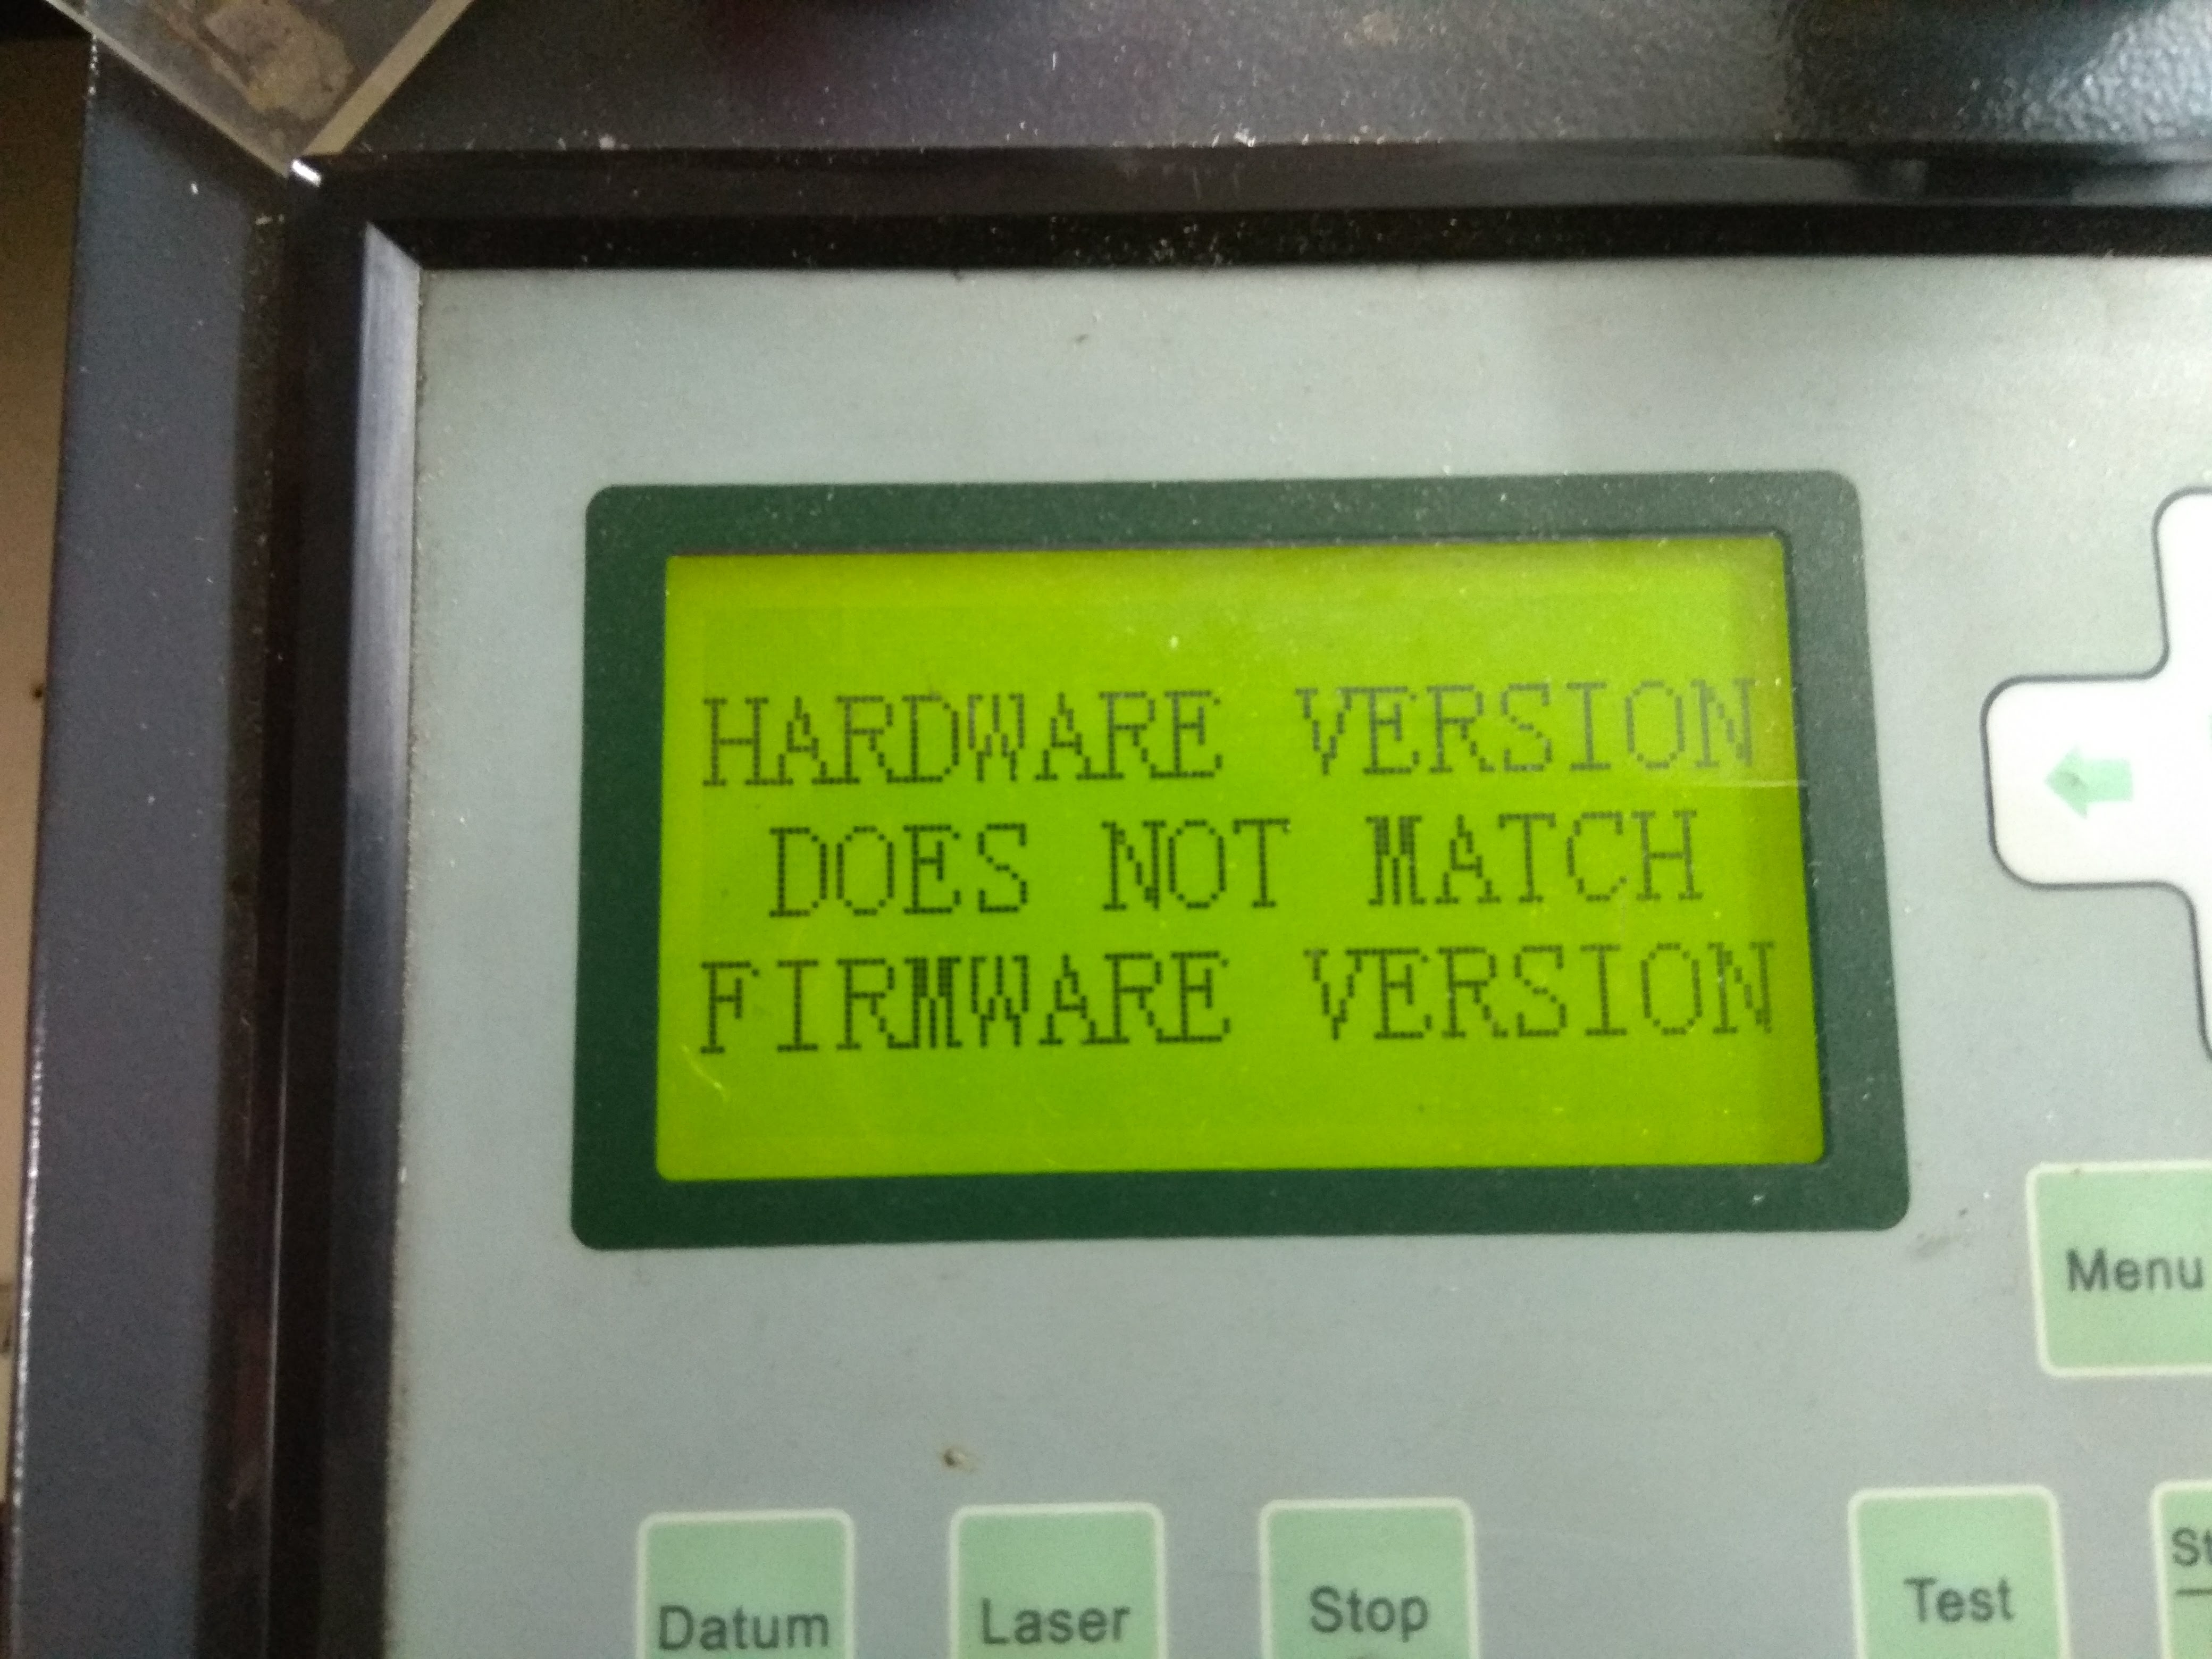 HARDWARE VERSION
DOES NOT MATCH
FIRMWARE VERSION
Menu
Datum
Laser
Stop
Test